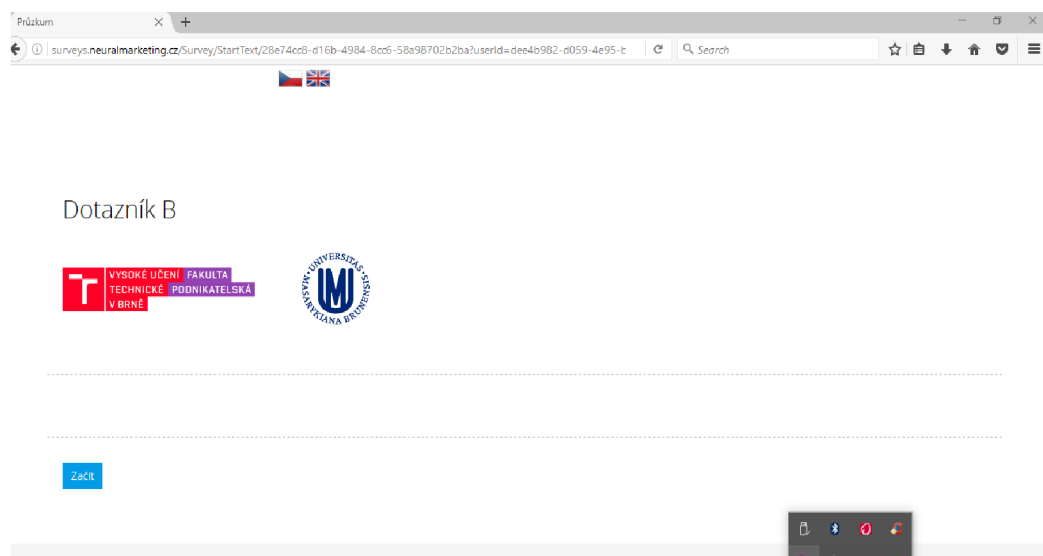 Průzkum
surveys.neuralmarketing.cz/Survey/StartText/28e74cc8-d16b-4984-8cc6-58a98702b2ba?userId=dee4b982-d059-4e95-b
Search
Dotazník B
VYSOKÉ UČENÍ FAKULTA
TECHNICKÉ PODNIKATELSKÁ
V BRNĚ
UNIVERSITAS MASARYKIANA BRUNENSIS
Začít